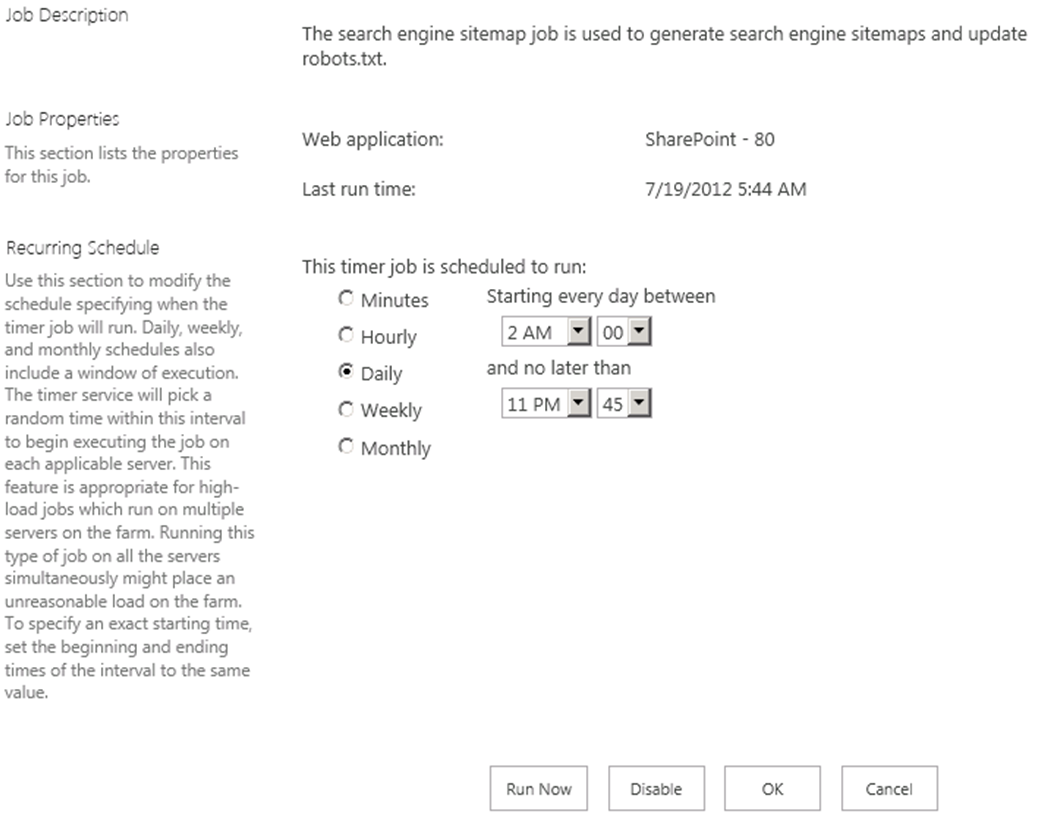 Job Description
The search engine sitemap job is used to generate search engine sitemaps and update
robots.txt.
Job Properties
This section lists the properties
for this job.
Web application: SharePoint - 80
Last run time: 7/19/2012 5:44 AM
Recurring Schedule
Use this section to modify the
schedule specifying when the
timer job will run. Daily, weekly,
and monthly schedules also
include a window of execution.
The timer service will pick a
random time within this interval
to begin executing the job on
each applicable server. This
feature is appropriate for high-
load jobs which run on multiple
servers on the farm. Running this
type of job on all the servers
simultaneously might place an
unreasonable load on the farm.
To specify an exact starting time,
set the beginning and ending
times of the interval to the same
value.
This timer job is scheduled to run:
Minutes
Hourly
Daily
Weekly
Monthly
Starting every day between
2 AM 00
and no later than
11 PM 45
Run Now Disable OK Cancel